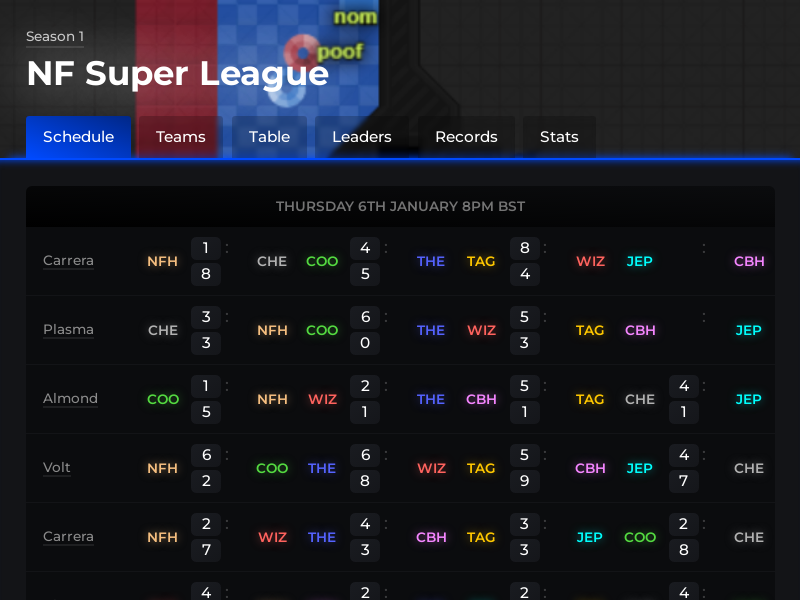 nom
poof
Season 1
NF Super League
Schedule Teams Table Leaders Records Stats
THURSDAY 6TH JANUARY 8PM BST
Carrera NFH 1 : 8 CHE COO 4 : 5 THE TAG 8 : 4 WIZ JEP : CBH
Plasma CHE 3 : 3 NFH COO 6 : 0 THE WIZ 5 : 3 TAG CBH : JEP
Almond COO 1 : 5 NFH WIZ 2 : 1 THE CBH 5 : 1 TAG CHE 4 : 1 JEP
Volt NFH 6 : 2 COO THE 6 : 8 WIZ TAG 5 : 9 CBH JEP 4 : 7 CHE
Carrera NFH 2 : 7 WIZ THE 4 : 3 CBH TAG 3 : 3 JEP COO 2 : 8 CHE
4 : 2 : 2 : 4 :